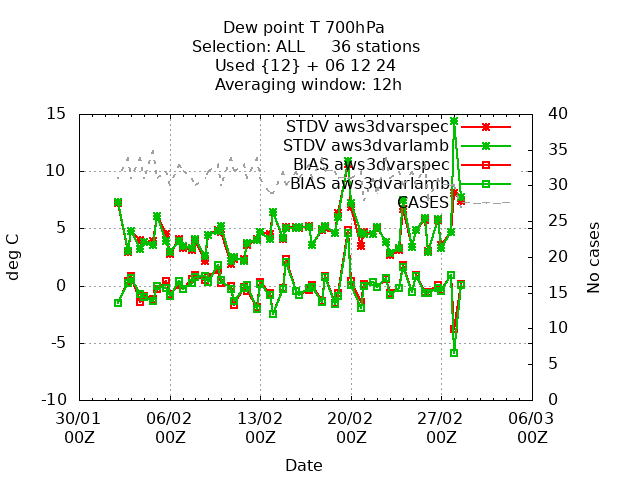 Dew point T 700hPa
Selection: ALL 36 stations
Used {12} + 06 12 24
Averaging window: 12h
STDV aws3dvarspec
STDV aws3dvarlamb
BIAS aws3dvarspec
BIAS aws3dvarlamb
CASES
15
10
5
0
-5
-10
deg C
40
35
30
25
20
15
10
5
0
No cases
30/01 06/02 13/02 20/02 27/02 06/03
00Z 00Z 00Z 00Z 00Z 00Z
Date